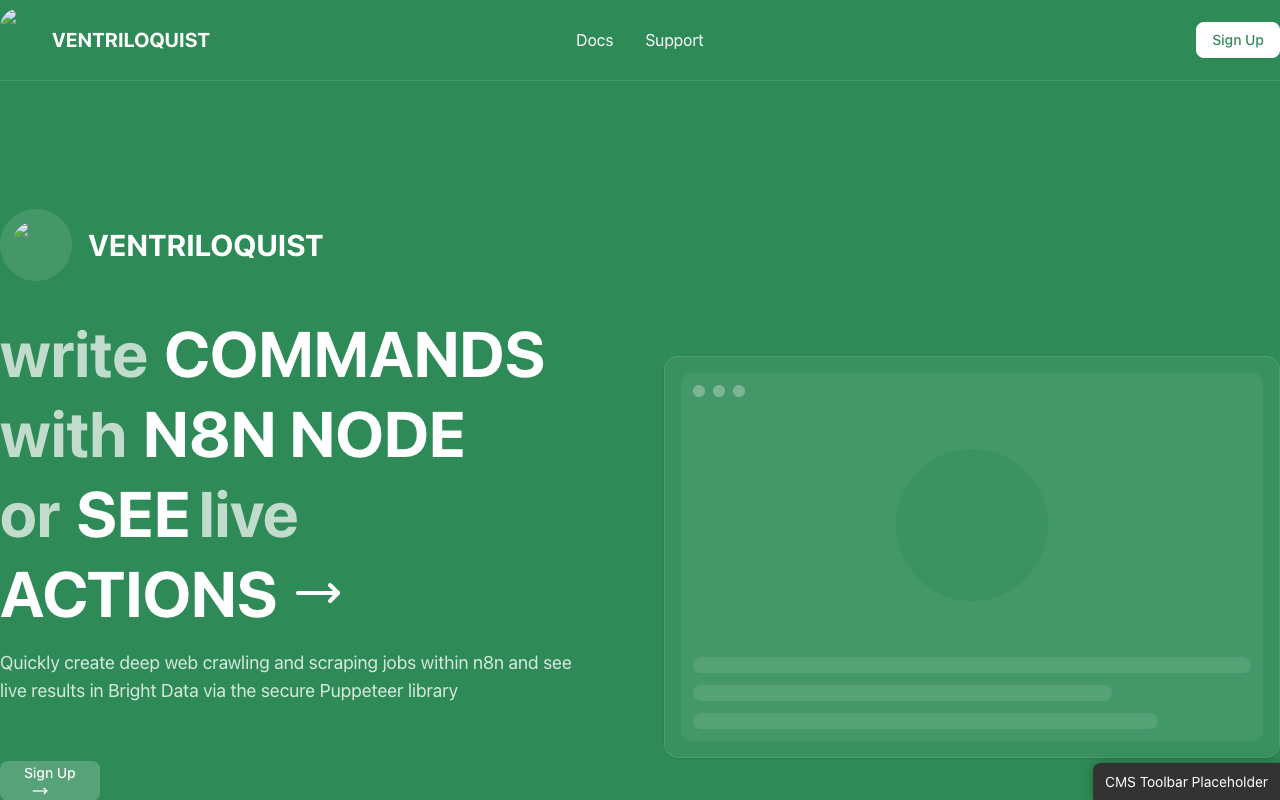 VENTRILOQUIST
Docs
Support
Sign Up
VENTRILOQUIST
write COMMANDS
with N8N NODE
or SEE live
ACTIONS →
Quickly create deep web crawling and scraping jobs within n8n and see
live results in Bright Data via the secure Puppeteer library
Sign Up
→
CMS Toolbar Placeholder